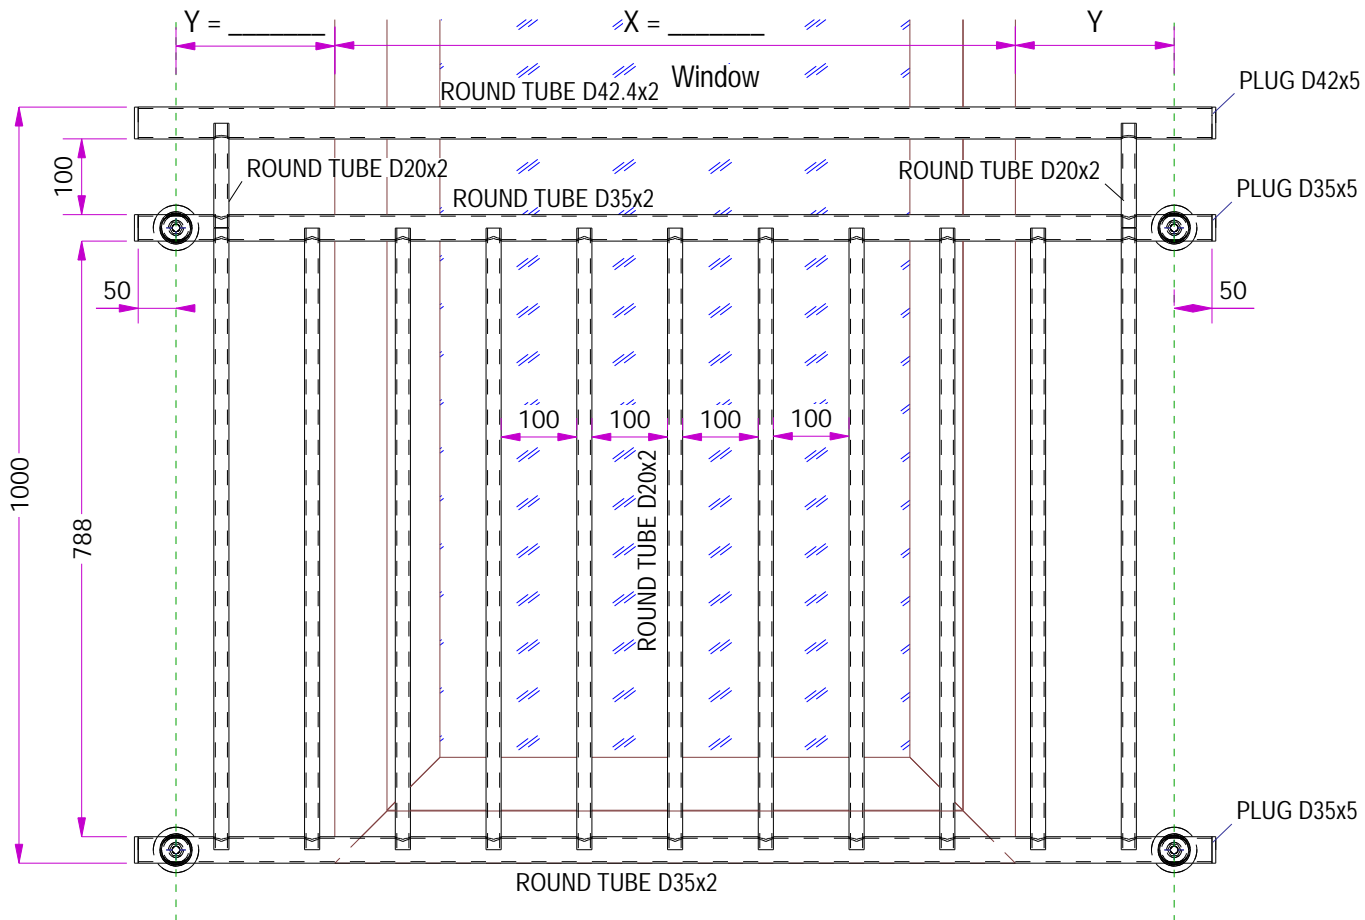 Y = _______
X = _______
Y
Window
ROUND TUBE D42.4x2
PLUG D42x5
100
ROUND TUBE D20x2
ROUND TUBE D20x2
ROUND TUBE D35x2
PLUG D35x5
50
50
100
100
100
100
1000
788
ROUND TUBE D20x2
PLUG D35x5
ROUND TUBE D35x2